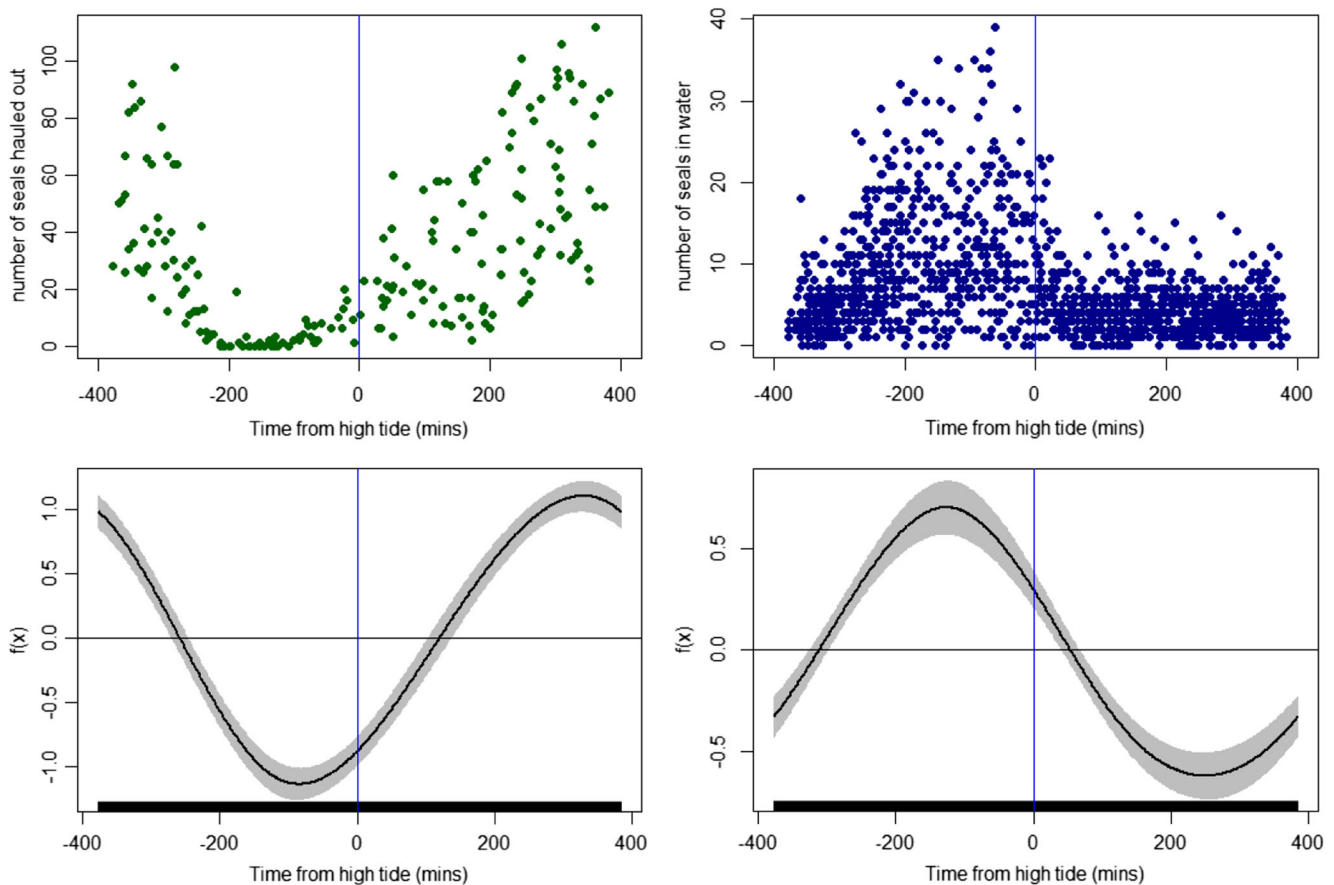 number of seals hauled out
0 20 40 60 80 100
-400 -200 0 200 400
Time from high tide (mins)
number of seals in water
0 10 20 30 40
-400 -200 0 200 400
Time from high tide (mins)
f(x)
-1.0 -0.5 0.0 0.5 1.0
-400 -200 0 200 400
Time from high tide (mins)
f(x)
-0.5 0.0 0.5
-400 -200 0 200 400
Time from high tide (mins)